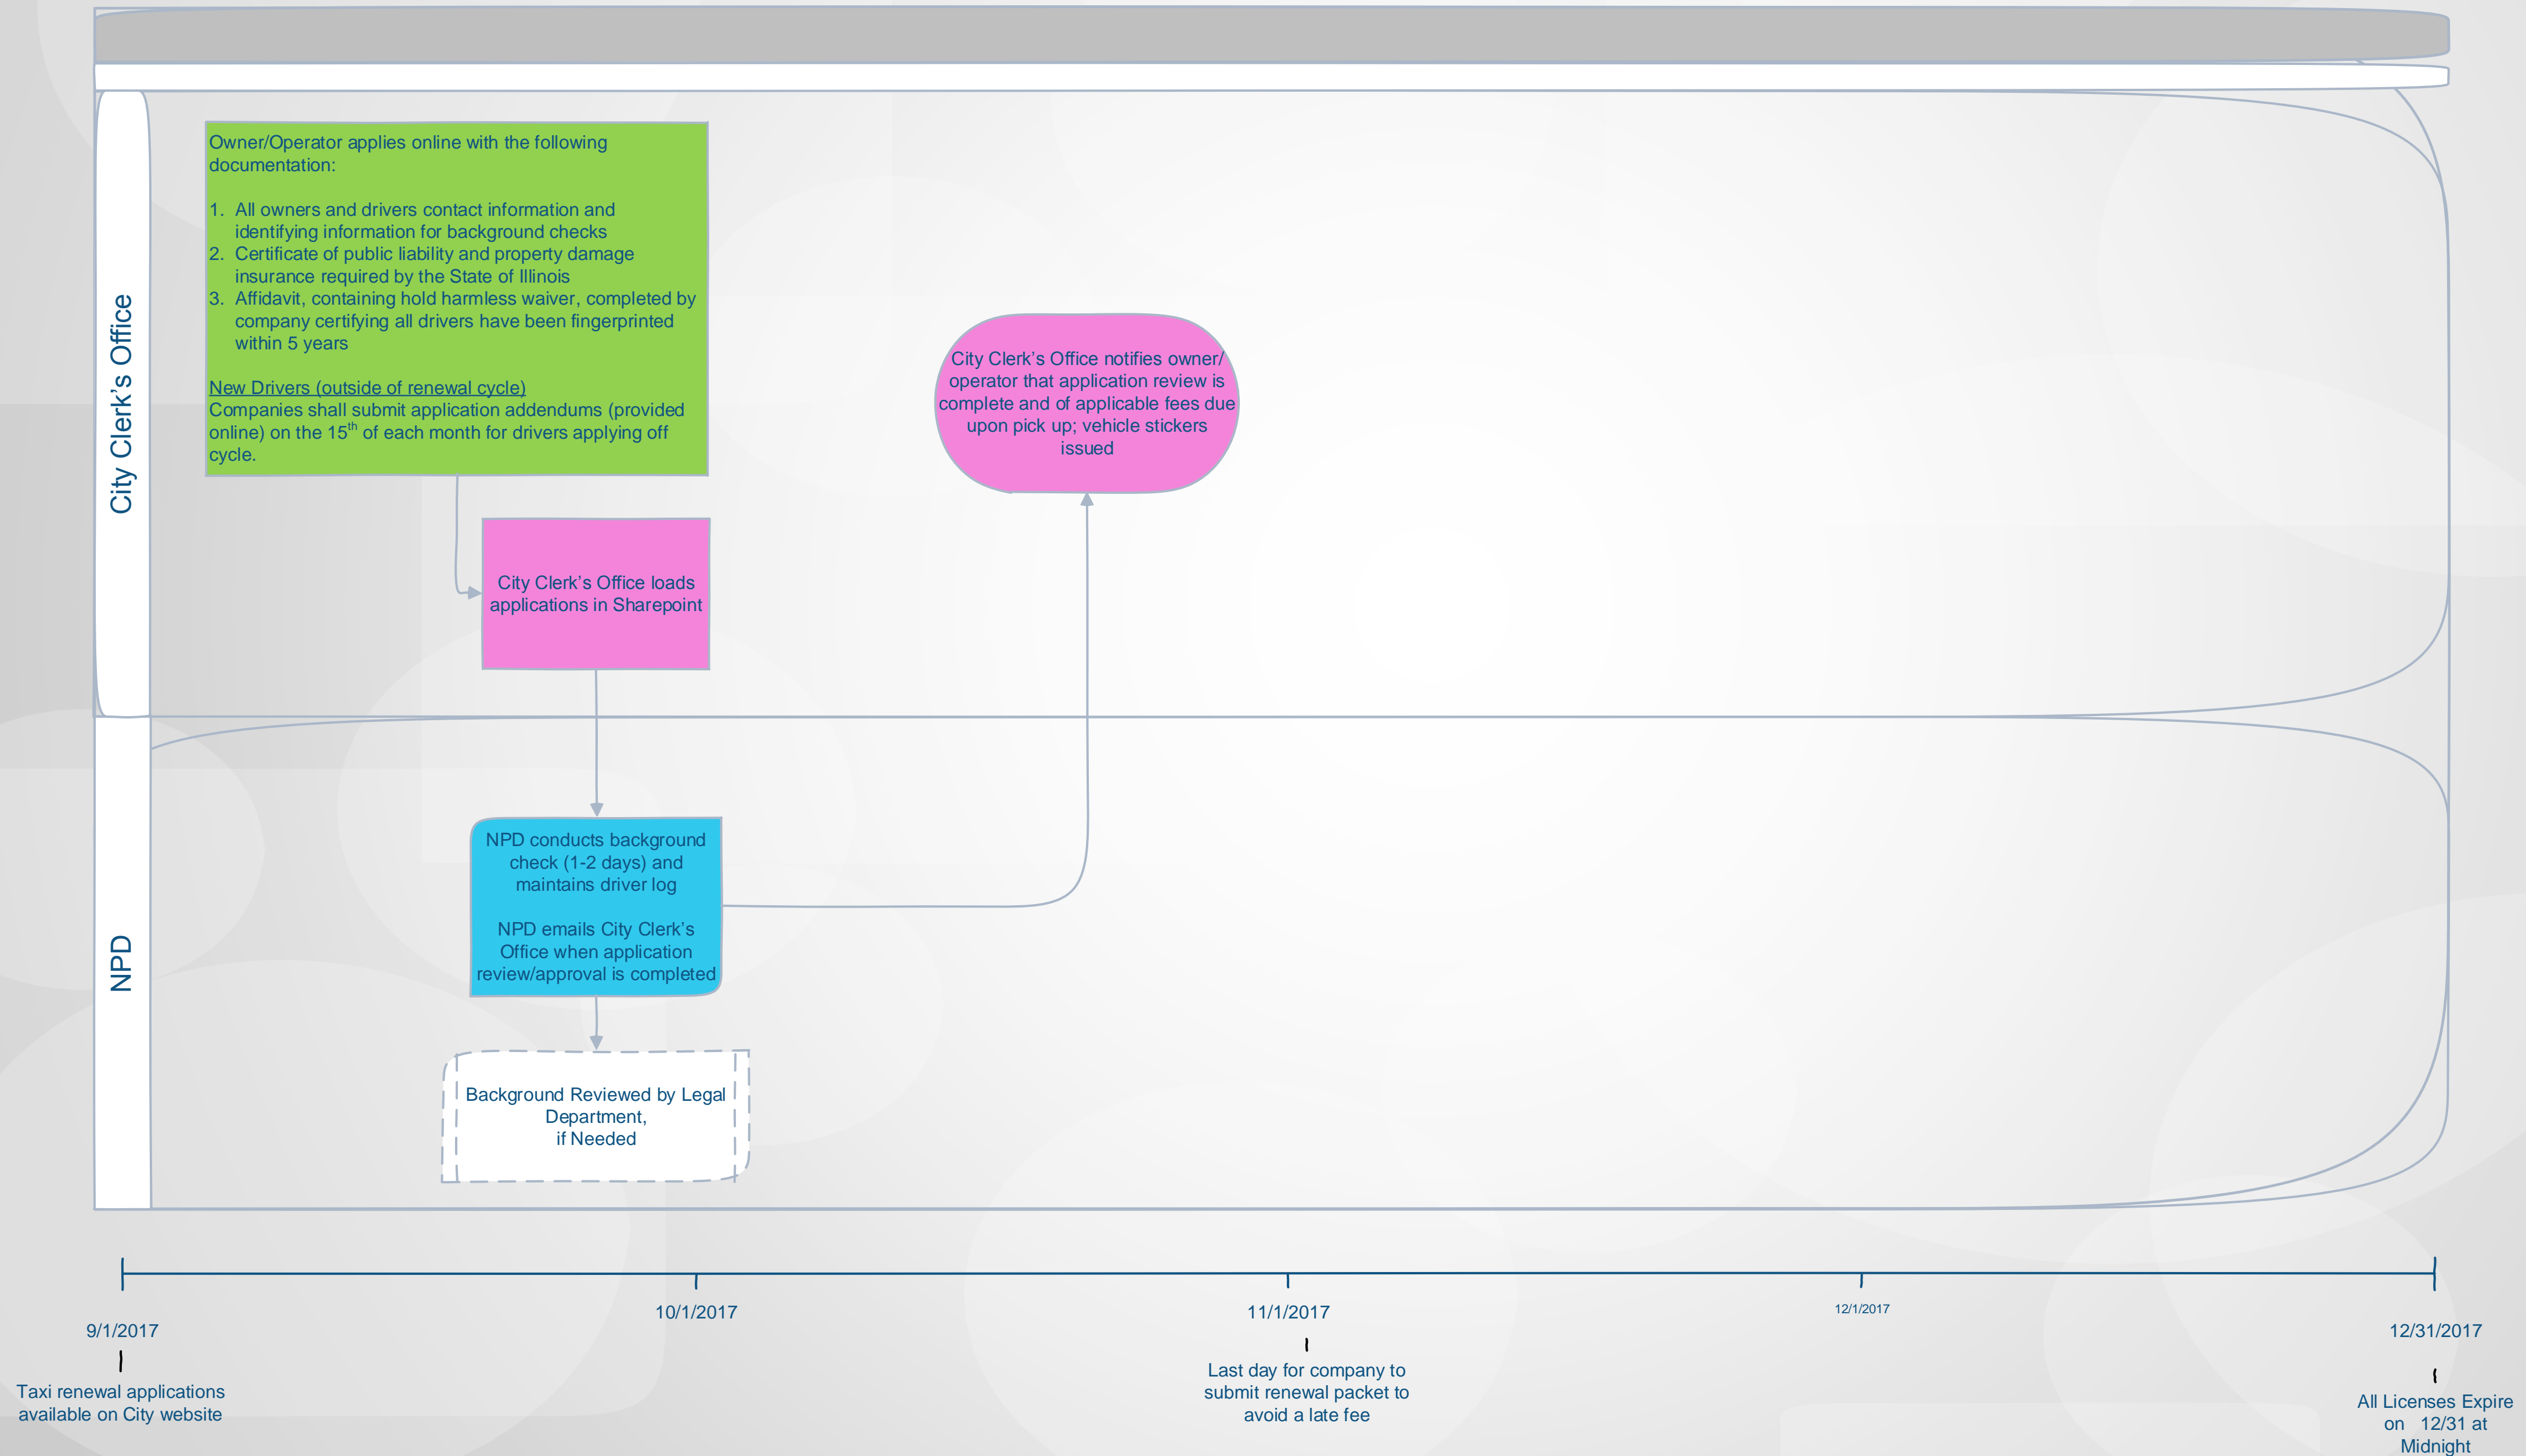 City Clerk's Office
Owner/Operator applies online with the following
documentation:
1. All owners and drivers contact information and
identifying information for background checks
2. Certificate of public liability and property damage
insurance required by the State of Illinois
3. Affidavit, containing hold harmless waiver, completed by
company certifying all drivers have been fingerprinted
within 5 years
New Drivers (outside of renewal cycle)
Companies shall submit application addendums (provided
online) on the 15th of each month for drivers applying off
cycle.
City Clerk's Office notifies owner/
operator that application review is
complete and of applicable fees due
upon pick up; vehicle stickers
issued
City Clerk's Office loads
applications in Sharepoint
NPD
NPD conducts background
check (1-2 days) and
maintains driver log
NPD emails City Clerk's
Office when application
review/approval is completed
Background Reviewed by Legal
Department,
if Needed
9/1/2017
10/1/2017
11/1/2017
12/1/2017
12/31/2017
Taxi renewal applications
available on City website
Last day for company to
submit renewal packet to
avoid a late fee
All Licenses Expire
on 12/31 at
Midnight